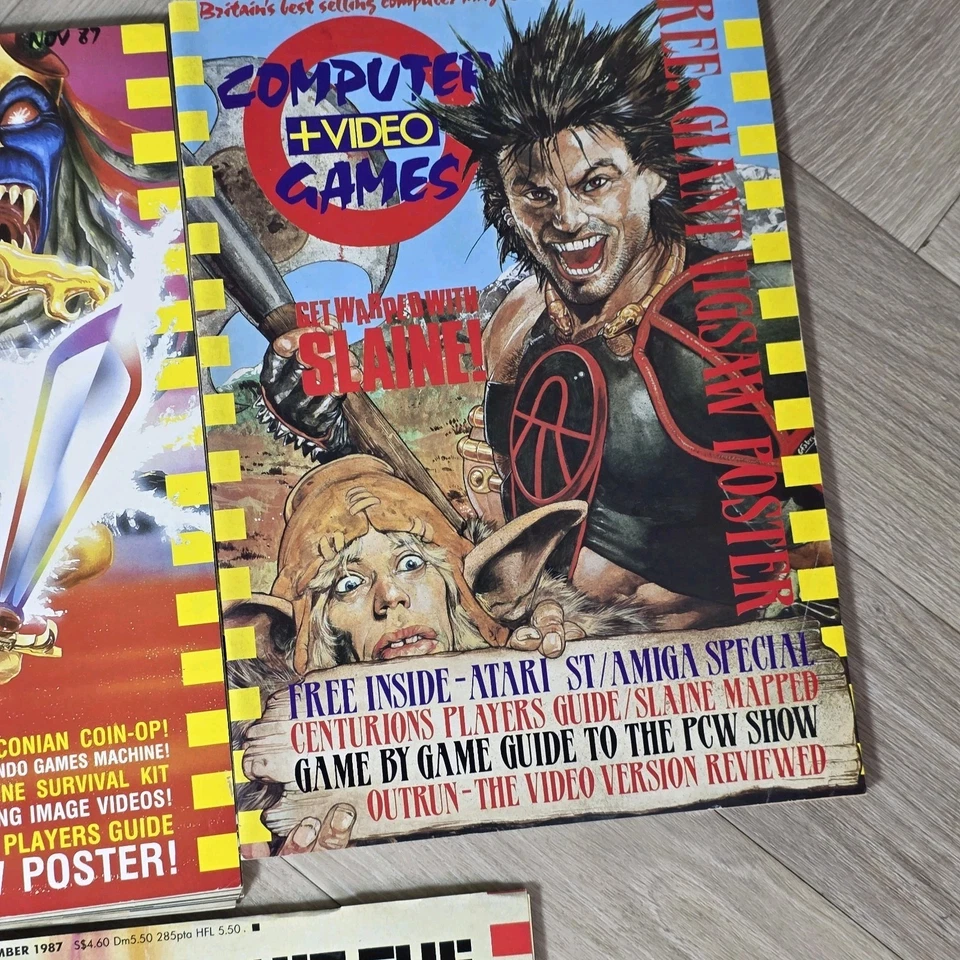 NOV 87
Britain's best selling computer
COMPUTER
+VIDEO
GAMES
GET WARPED WITH
SLAINE!
FREE: GIANT JIGSAW POSTER
FREE INSIDE-ATARI ST/AMIGA SPECIAL
CENTURIONS PLAYERS GUIDE/SLAINE MAPPED
GAME BY GAME GUIDE TO THE PCW SHOW
OUTRUN-THE VIDEO VERSION REVIEWED
CONIAN COIN-OP!
NDO GAMES MACHINE!
NE SURVIVAL KIT
NG IMAGE VIDEOS!
PLAYERS GUIDE
POSTER!
MBER 1987 S$4.60 Dm5.50 285pta HFL 5.50.